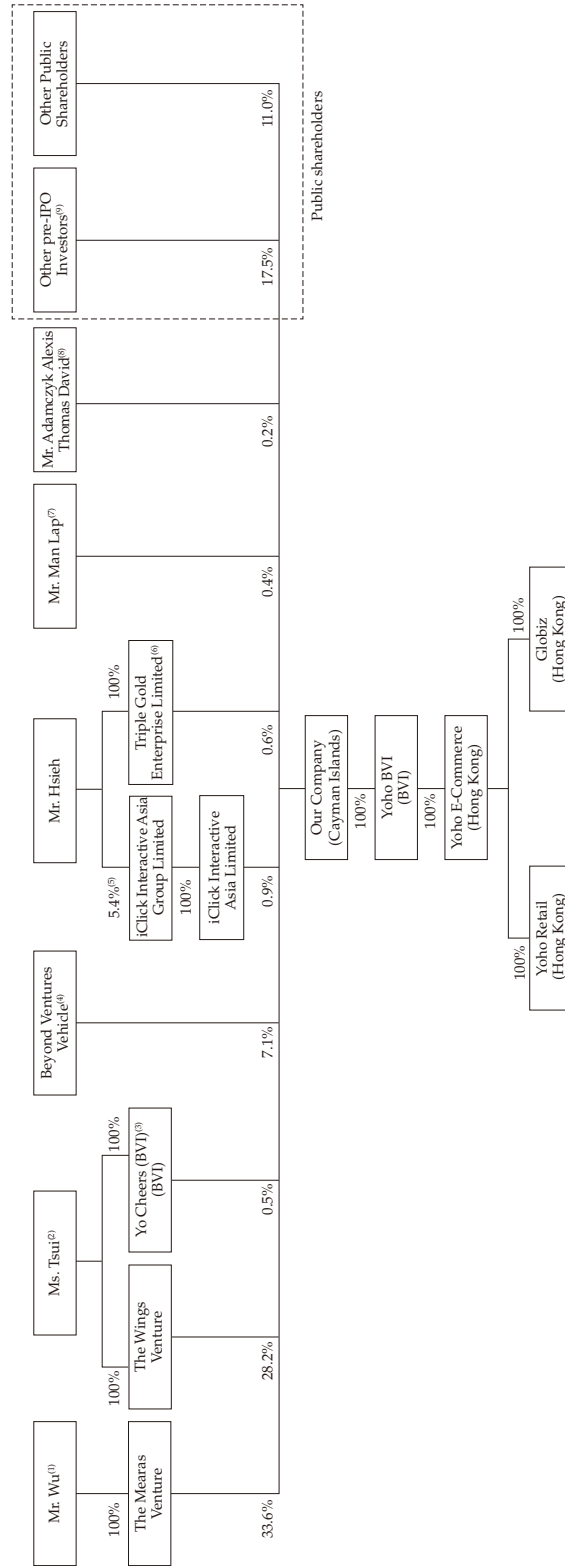 Mr. Wu(1)
100%
The Mearas
Venture
33.6%
Ms. Tsui(2)
100%
100%
The Wings
Venture
28.2%
Yo Cheers (BVI)(3)
(BVI)
0.5%
Beyond Ventures
Vehicle(4)
7.1%
Mr. Hsieh
5.4%(5)
100%
iClick Interactive Asia
Group Limited
100%
iClick Interactive
Asia Limited
0.9%
Triple Gold
Enterprise Limited(6)
0.6%
Mr. Man Lap(7)
0.4%
Mr. Adamczyk Alexis
Thomas David(8)
0.2%
Other pre-IPO
Investors(9)
17.5%
Other Public
Shareholders
11.0%
Public shareholders
Our Company
(Cayman Islands)
100%
Yoho BVI
(BVI)
100%
Yoho E-Commerce
(Hong Kong)
100%
100%
Yoho Retail
(Hong Kong)
Globiz
(Hong Kong)